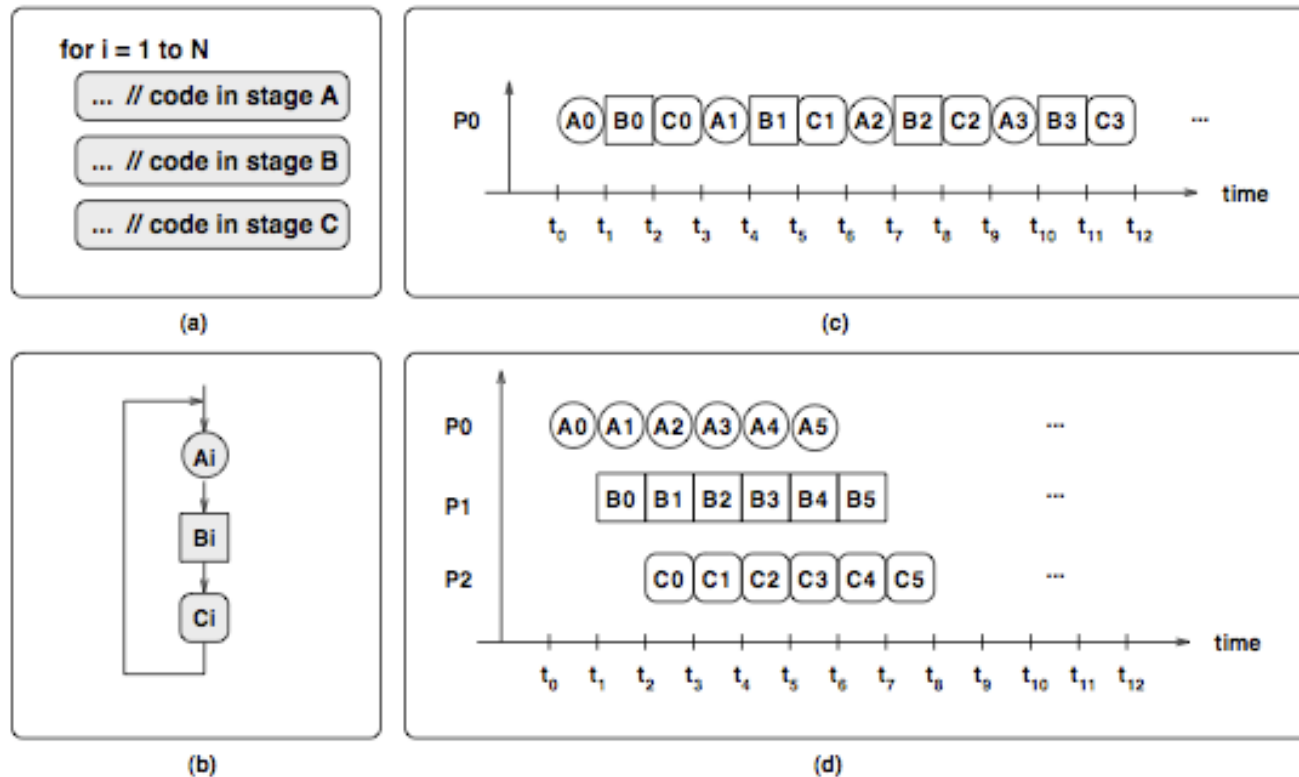 for i = 1 to N
... // code in stage A
... // code in stage B
... // code in stage C
(a)
P0 A0 B0 C0 A1 B1 C1 A2 B2 C2 A3 B3 C3 ...
time
t0 t1 t2 t3 t4 t5 t6 t7 t8 t9 t10 t11 t12
(c)
Ai
Bi
Ci
(b)
P0 A0 A1 A2 A3 A4 A5 ...
P1 B0 B1 B2 B3 B4 B5 ...
P2 C0 C1 C2 C3 C4 C5 ...
time
t0 t1 t2 t3 t4 t5 t6 t7 t8 t9 t10 t11 t12
(d)